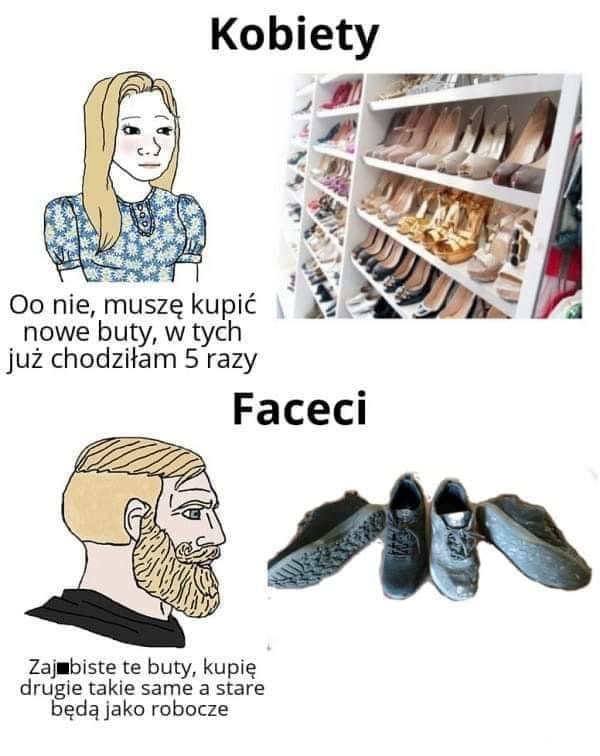 Kobiety
Oo nie, muszę kupić
nowe buty, w tych
już chodziłam 5 razy
Faceci
Zaj■biste te buty, kupię
drugie takie same a stare
będą jako robocze